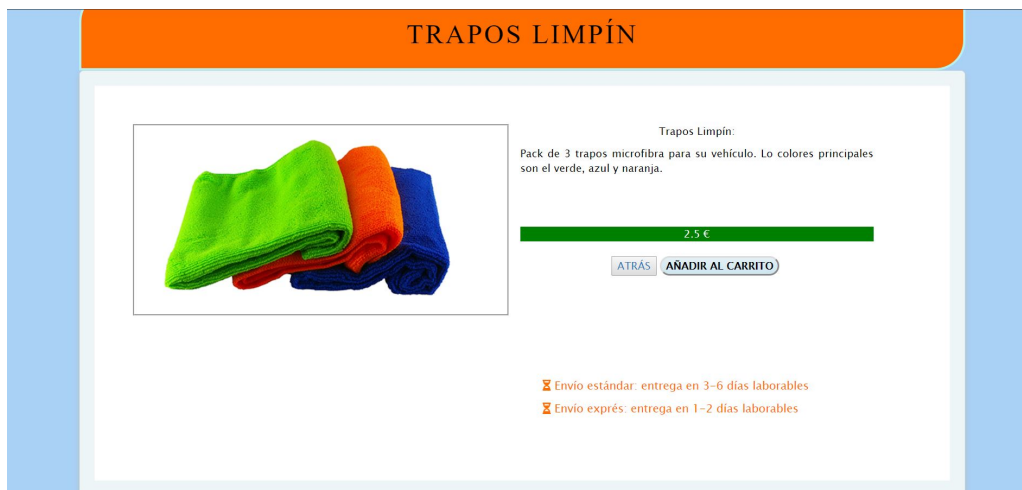 TRAPOS LIMPÍN
Trapos Limpín:
Pack de 3 trapos microfibra para su vehículo. Lo colores principales
son el verde, azul y naranja.
2.5 €
ATRÁS AÑADIR AL CARRITO
Envío estándar: entrega en 3-6 días laborables
Envío exprés: entrega en 1-2 días laborables